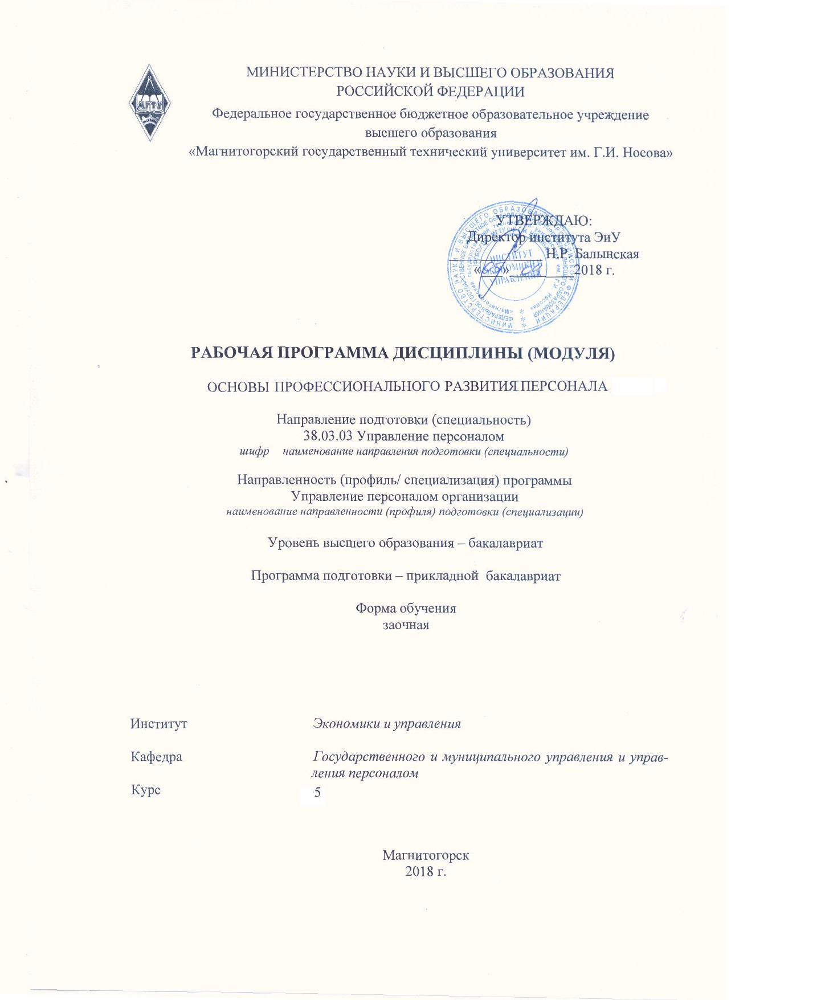 МГТУ
МИНИСТЕРСТВО НАУКИ И ВЫСШЕГО ОБРАЗОВАНИЯ
РОССИЙСКОЙ ФЕДЕРАЦИИ
Федеральное государственное бюджетное образовательное учреждение
высшего образования
«Магнитогорский государственный технический университет им. Г.И. Носова»
УТВЕРЖДАЮ:
Директор института ЭиУ
Н.Р. Балынская
«    »            2018 г.
ИНСТИТУТ
ЭКОНОМИКИ И
УПРАВЛЕНИЯ
РАБОЧАЯ ПРОГРАММА ДИСЦИПЛИНЫ (МОДУЛЯ)
ОСНОВЫ ПРОФЕССИОНАЛЬНОГО РАЗВИТИЯ ПЕРСОНАЛА
Направление подготовки (специальность)
38.03.03 Управление персоналом
шифр наименование направления подготовки (специальности)
Направленность (профиль/ специализация) программы
Управление персоналом организации
наименование направленности (профиля) подготовки (специализации)
Уровень высшего образования – бакалавриат
Программа подготовки – прикладной бакалавриат
Форма обучения
заочная
Институт Экономики и управления
Кафедра Государственного и муниципального управления и управ-
ления персоналом
Курс 5
Магнитогорск
2018 г.